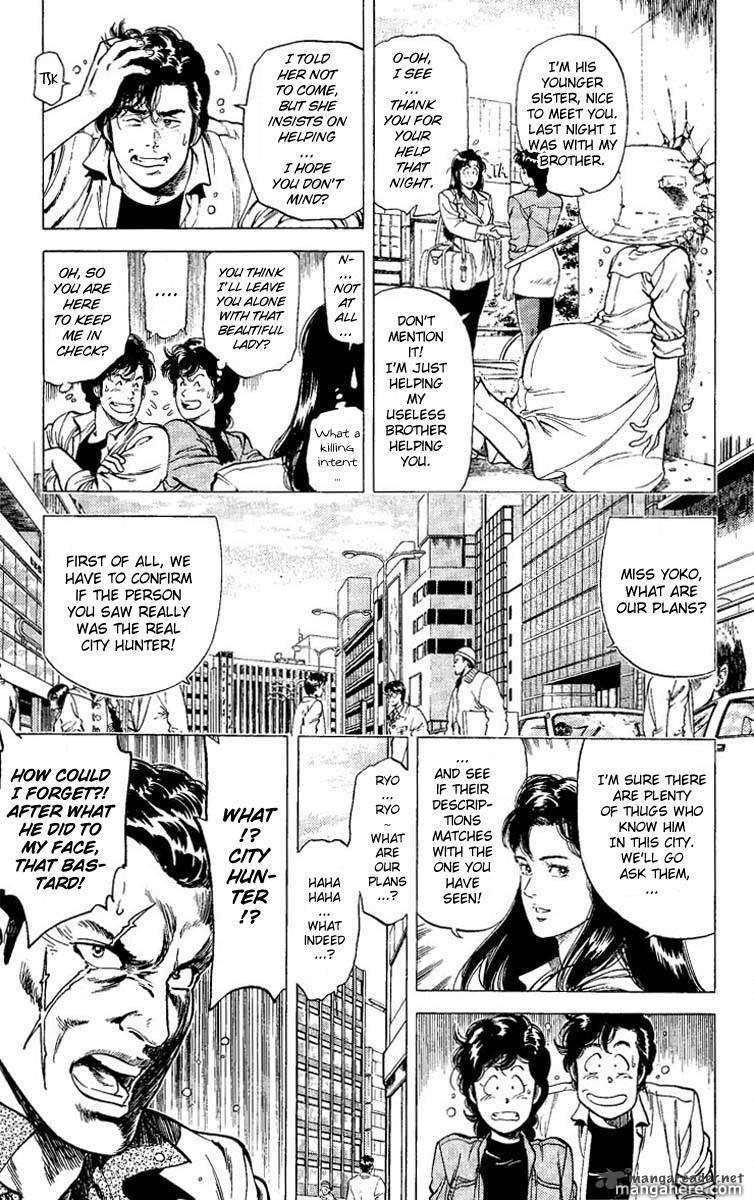 I'M HIS
YOUNGER
SISTER, NICE
TO MEET YOU.
LAST NIGHT I
WAS WITH MY
BROTHER.
O-OH,
I SEE
...
THANK
YOU FOR
YOUR
HELP
THAT
NIGHT.
DON'T
MENTION
IT!
I'M JUST
HELPING
MY
USELESS
BROTHER
HELPING
YOU.
I TOLD
HER NOT
TO COME,
BUT SHE
INSISTS ON
HELPING
...
I HOPE
YOU DON'T
MIND?
TSK
N-
...
NOT
AT ALL
...
What a
killing
intent
...
YOU THINK
I'LL LEAVE
YOU ALONE
WITH THAT
BEAUTIFUL
LADY?
....
OH, SO
YOU ARE
HERE
TO KEEP
ME IN
CHECK?
MISS YOKO,
WHAT ARE
OUR PLANS?
FIRST OF ALL, WE
HAVE TO CONFIRM
IF THE PERSON
YOU SAW REALLY
WAS THE REAL
CITY HUNTER!
I'M SURE THERE
ARE PLENTY
OF THUGS WHO
KNOW HIM
IN THIS CITY.
WE'LL GO
ASK THEM,
...
...
AND SEE
IF THEIR
DESCRIP-
TIONS
MATCHES
WITH THE
ONE YOU
HAVE
SEEN!
RYO
...
RYO
~
WHAT
ARE
OUR
PLANS
...?
HAHA
HAHA
...
WHAT
INDEED
...?
WHAT
!?
CITY
HUN-
TER
!?
HOW COULD
I FORGET?!
AFTER WHAT
HE DID TO
MY FACE,
THAT BAS-
TARD!
mangareader.net
mangahere.com